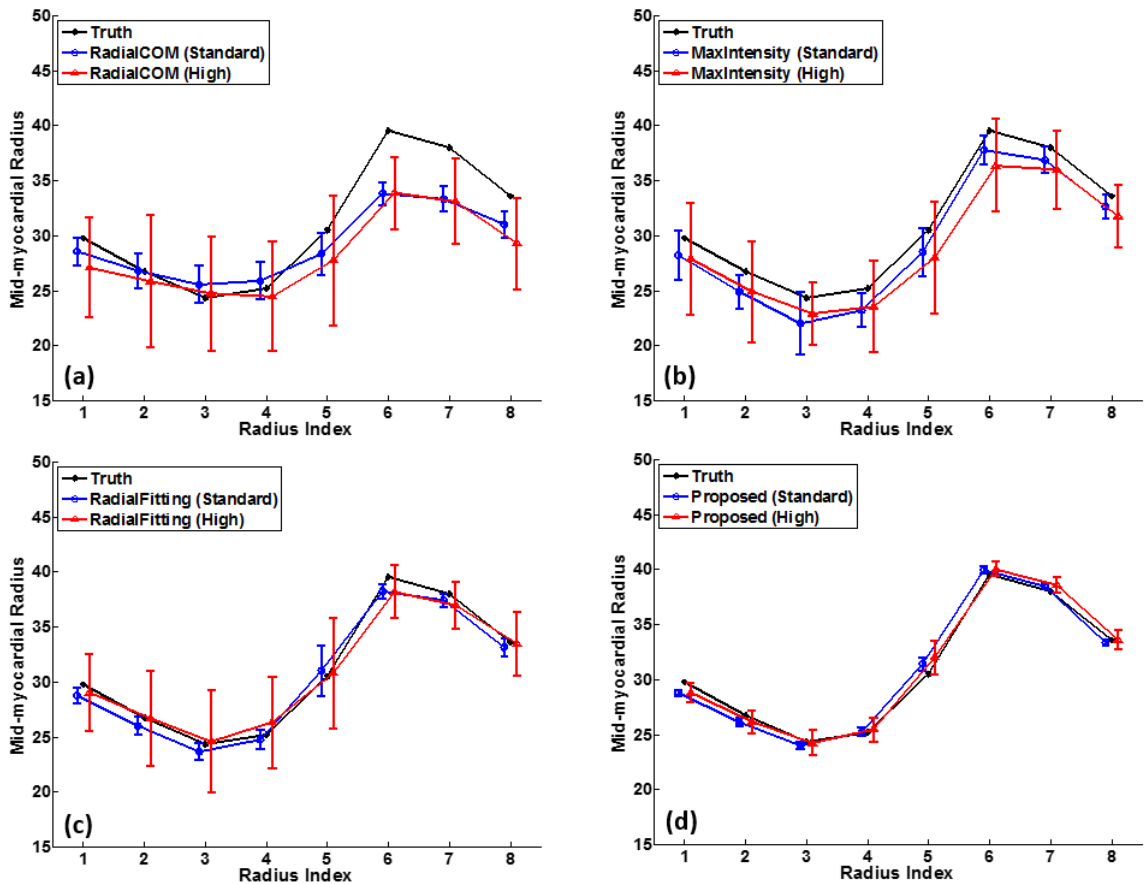 50
45
40
35
30
25
20
15
Mid-myocardial Radius
Truth
RadialCOM (Standard)
RadialCOM (High)
(a)
1 2 3 4 5 6 7 8
Radius Index
50
45
40
35
30
25
20
15
Mid-myocardial Radius
Truth
MaxIntensity (Standard)
MaxIntensity (High)
(b)
1 2 3 4 5 6 7 8
Radius Index
50
45
40
35
30
25
20
15
Mid-myocardial Radius
Truth
RadialFitting (Standard)
RadialFitting (High)
(c)
1 2 3 4 5 6 7 8
Radius Index
50
45
40
35
30
25
20
15
Mid-myocardial Radius
Truth
Proposed (Standard)
Proposed (High)
(d)
1 2 3 4 5 6 7 8
Radius Index